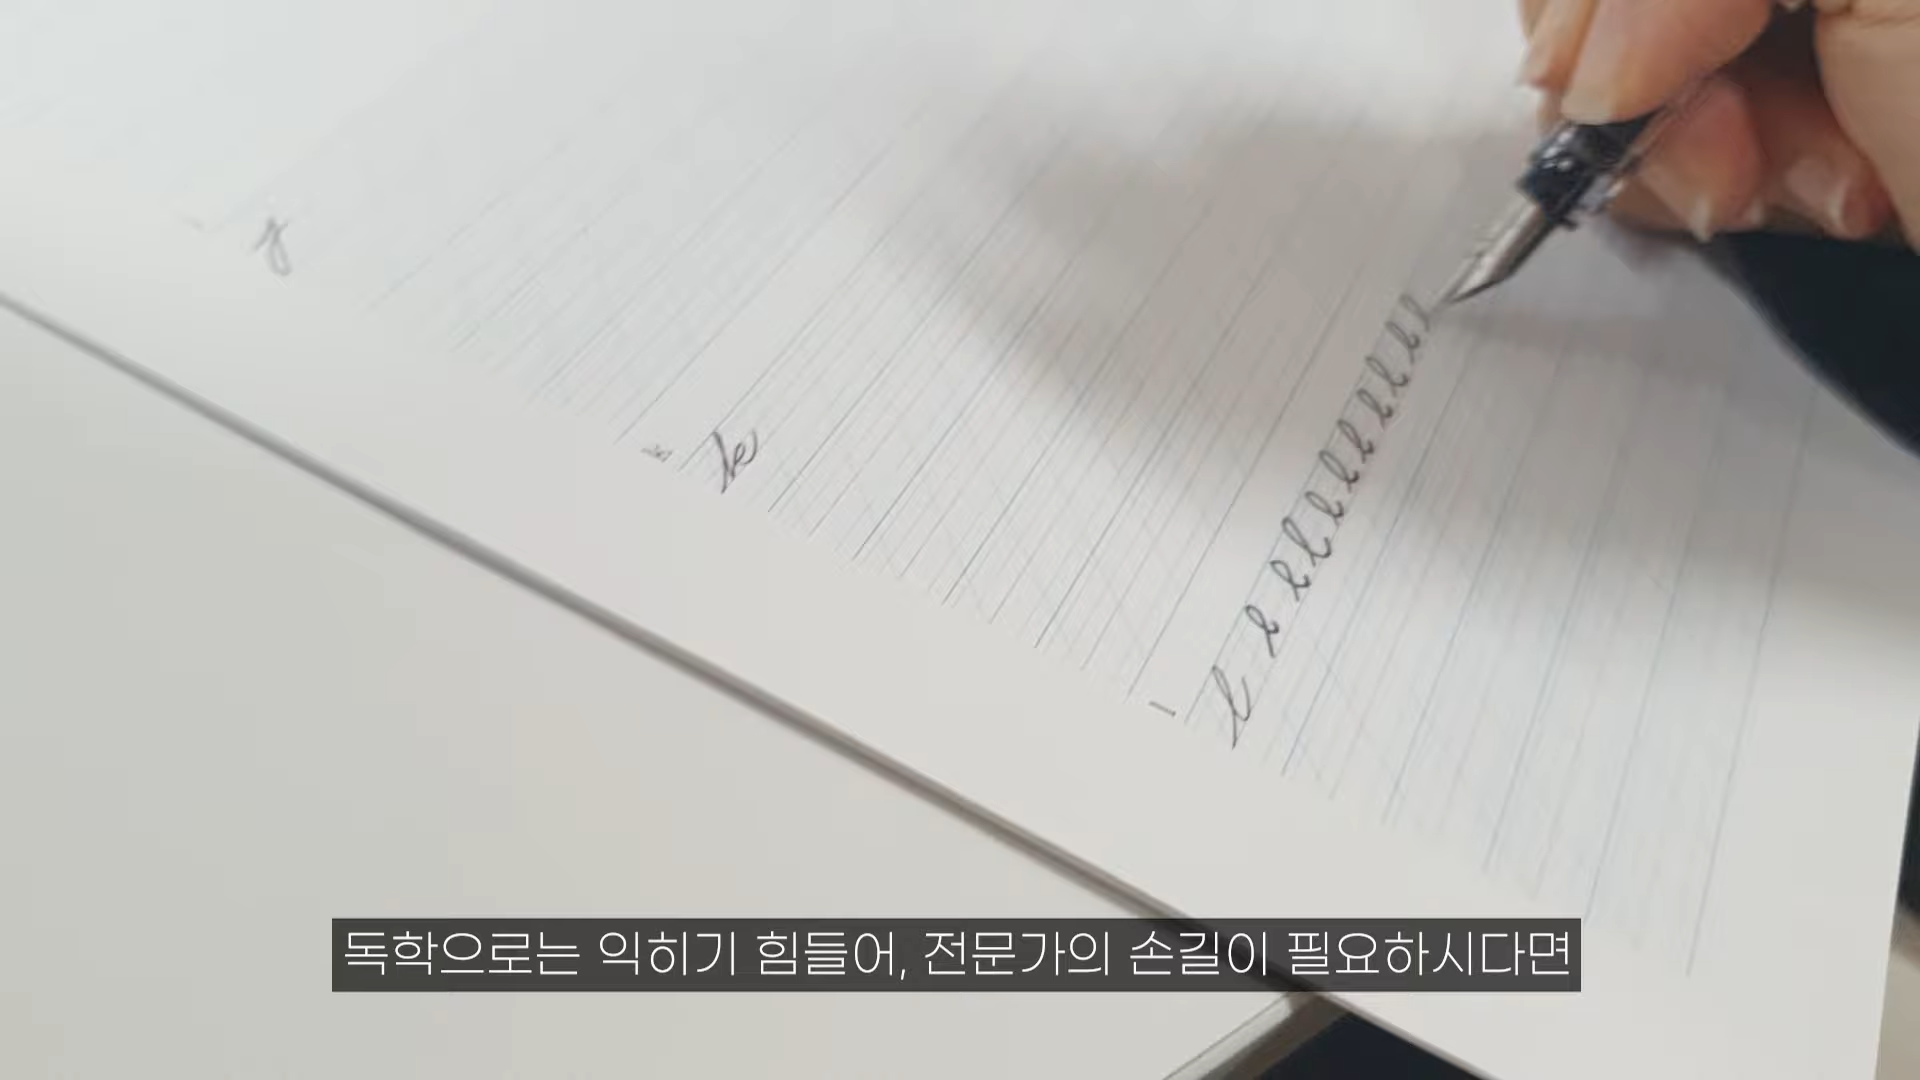 j
k k
l l l l l l l l l l l
독학으로는 익히기 힘들어, 전문가의 손길이 필요하시다면